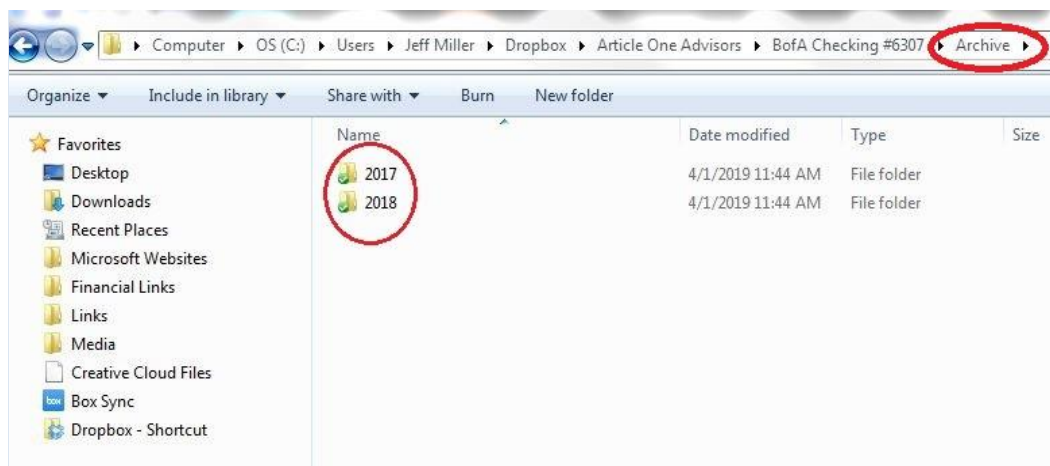 Computer ▸ OS (C:) ▸ Users ▸ Jeff Miller ▸ Dropbox ▸ Article One Advisors ▸ BofA Checking #6307 ▸ Archive ▸
Organize ▼ Include in library ▼ Share with ▼ Burn New folder
Name Date modified Type Size
Favorites
Desktop
Downloads
Recent Places
Microsoft Websites
Financial Links
Links
Media
Creative Cloud Files
box Box Sync
Dropbox - Shortcut
2017 4/1/2019 11:44 AM File folder
2018 4/1/2019 11:44 AM File folder